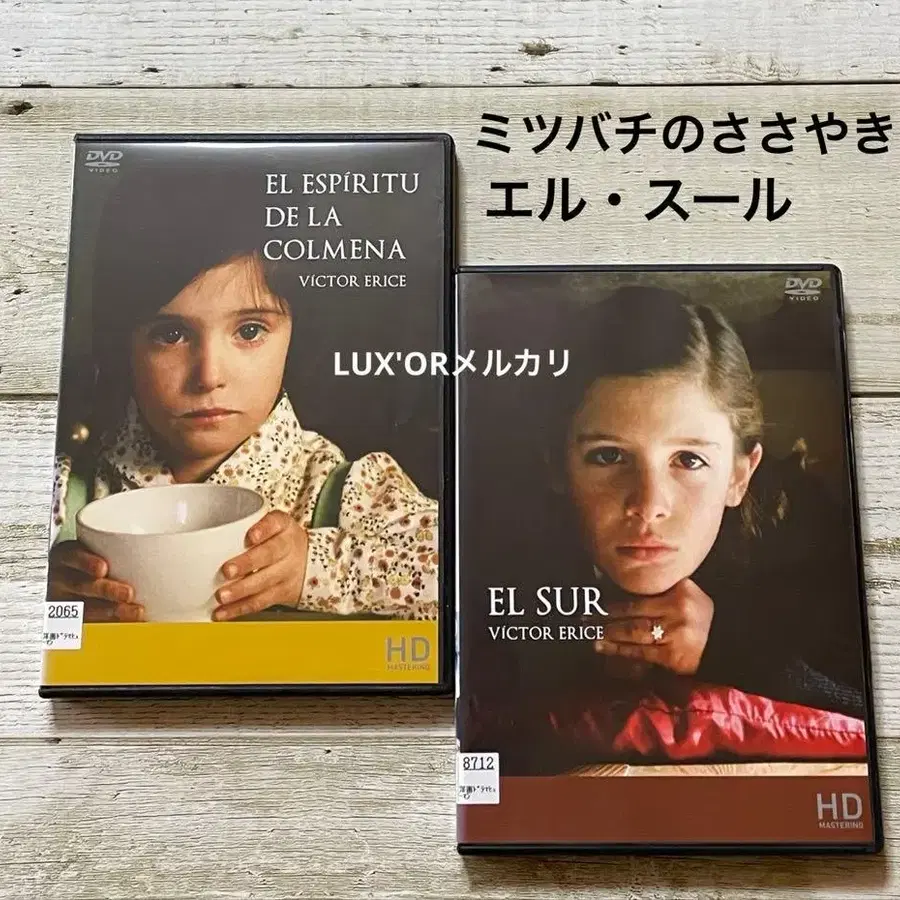 ミツバチのささやき
エル・スール
DVD
VIDEO
EL ESPÍRITU
DE LA
COLMENA
VÍCTOR ERICE
LUX'ORメルカリ
2065
HD
MASTERING
DVD
VIDEO
EL SUR
VÍCTOR ERICE
8712
HD
MASTERING